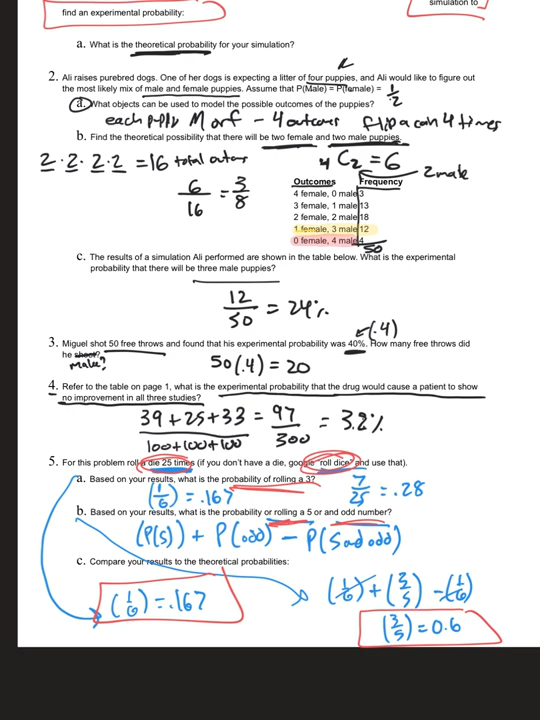 simulation to
find an experimental probability:
a. What is the theoretical probability for your simulation?
2. Ali raises purebred dogs. One of her dogs is expecting a litter of four puppies, and Ali would like to figure out
the most likely mix of male and female puppies. Assume that P(Male) = P(female) = 1/2
a. What objects can be used to model the possible outcomes of the puppies?
each puppy M or f - 4 outcomes flip a coin 4 times
b. Find the theoretical possibility that there will be two female and two male puppies.
2 · 2 · 2 · 2 = 16 total outcomes
4C2 = 6
2 male
6/16 = 3/8
Outcomes Frequency
4 female, 0 male 3
3 female, 1 male 13
2 female, 2 male 18
1 female, 3 male 12
0 female, 4 male 4
50
c. The results of a simulation Ali performed are shown in the table below. What is the experimental
probability that there will be three male puppies?
12/50 = 24%
(.4)
3. Miguel shot 50 free throws and found that his experimental probability was 40%. How many free throws did
he shoot?
make?
50(.4) = 20
4. Refer to the table on page 1, what is the experimental probability that the drug would cause a patient to show
no improvement in all three studies?
39+25+33/100+100+100 = 97/300 = 3.2%
5. For this problem roll a die 25 times (if you don't have a die, google "roll dice" and use that).
a. Based on your results, what is the probability of rolling a 3?
(1/6) = .167
7/25 = .28
b. Based on your results, what is the probability or rolling a 5 or odd number?
(P(5)) + P(odd) - P(5 and odd)
c. Compare your results to the theoretical probabilities:
(1/6) = .167
(1/6) + (3/5) - (1/6)
(3/5) = 0.6